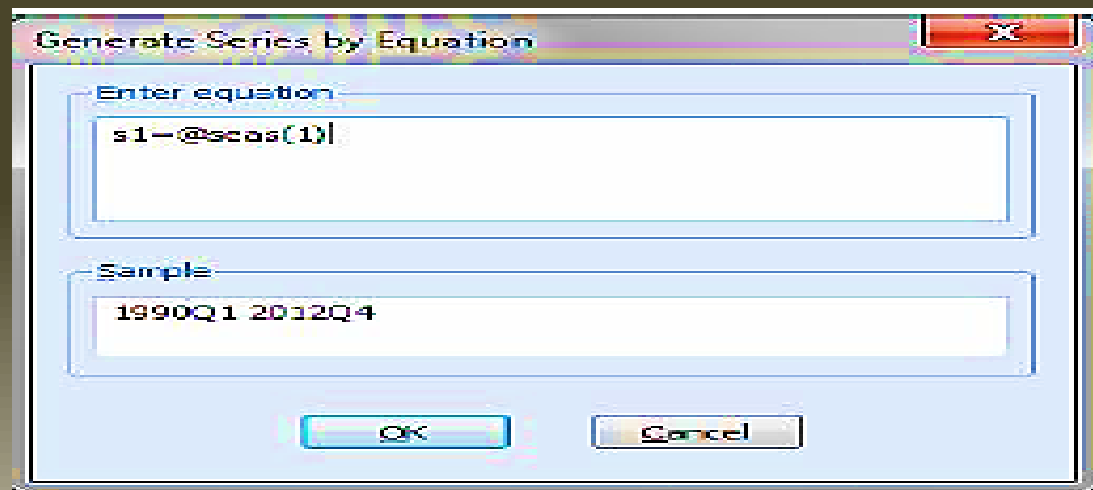 Generate Series by Equation
Enter equation
s1=@seas(1)
Sample
1990Q1 2012Q4
OK
Cancel